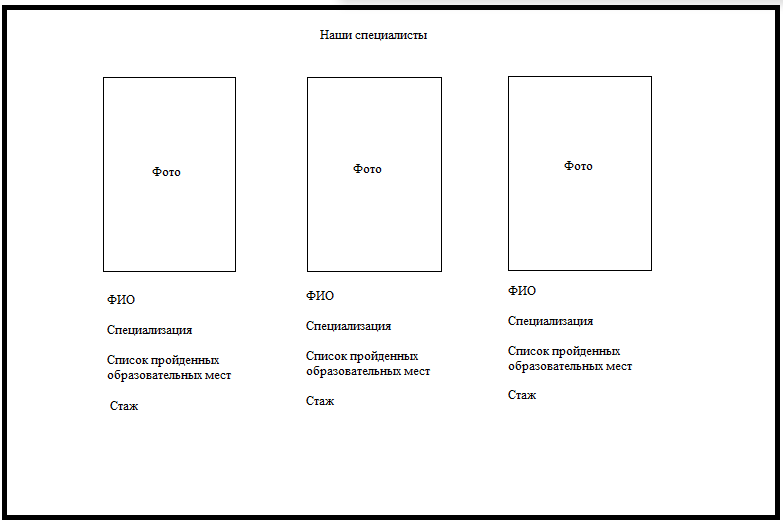 Наши специалисты
Фото
Фото
Фото
ФИО
Специализация
Список пройденных
образовательных мест
Стаж
ФИО
Специализация
Список пройденных
образовательных мест
Стаж
ФИО
Специализация
Список пройденных
образовательных мест
Стаж